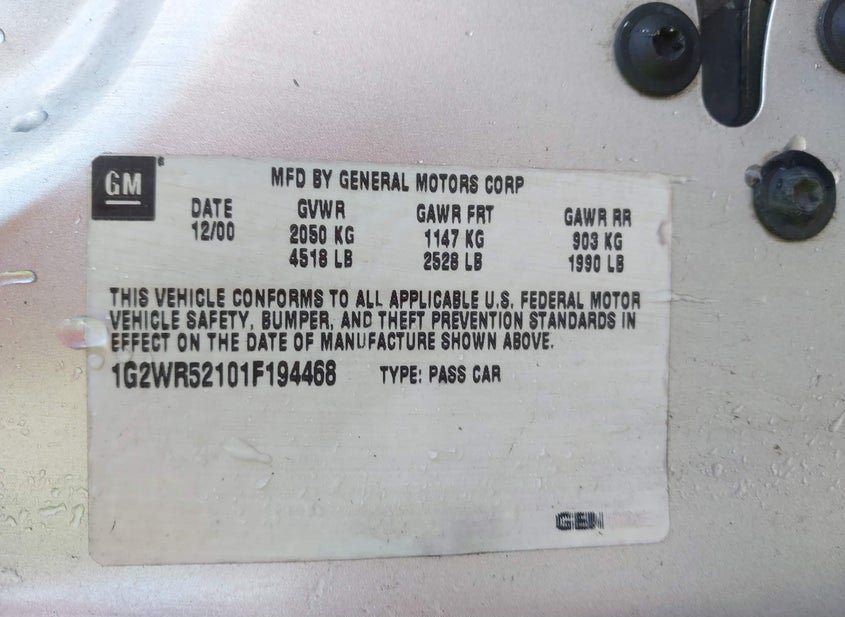 GM
MFD BY GENERAL MOTORS CORP
DATE GVWR GAWR FRT GAWR RR
12/00 2050 KG 1147 KG 903 KG
4518 LB 2528 LB 1990 LB
THIS VEHICLE CONFORMS TO ALL APPLICABLE U.S. FEDERAL MOTOR
VEHICLE SAFETY, BUMPER, AND THEFT PREVENTION STANDARDS IN
EFFECT ON THE DATE OF MANUFACTURE SHOWN ABOVE.
1G2WR52101F194468 TYPE: PASS CAR